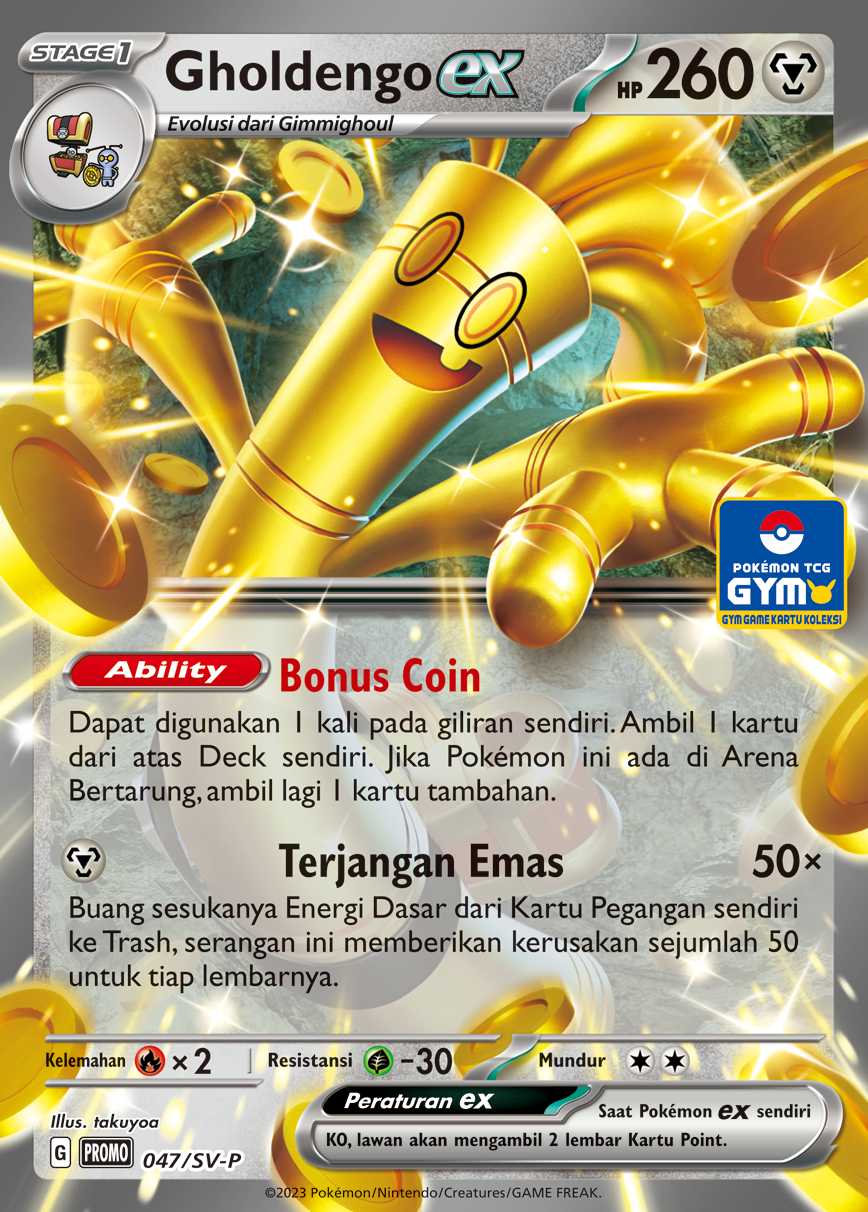 STAGE1
Gholdengo ex
HP 260
Evolusi dari Gimmighoul
POKÉMON TCG
GYM
GYM GAME KARTU KOLEKSI
Ability Bonus Coin
Dapat digunakan 1 kali pada giliran sendiri. Ambil 1 kartu
dari atas Deck sendiri. Jika Pokémon ini ada di Arena
Bertarung, ambil lagi 1 kartu tambahan.
Terjangan Emas 50×
Buang sesukanya Energi Dasar dari Kartu Pegangan sendiri
ke Trash, serangan ini memberikan kerusakan sejumlah 50
untuk tiap lembarnya.
Kelemahan ×2 Resistansi -30 Mundur
Peraturan ex Saat Pokémon ex sendiri
KO, lawan akan mengambil 2 lembar Kartu Point.
Illus. takuyoa
G PROMO 047/SV-P
©2023 Pokémon/Nintendo/Creatures/GAME FREAK.